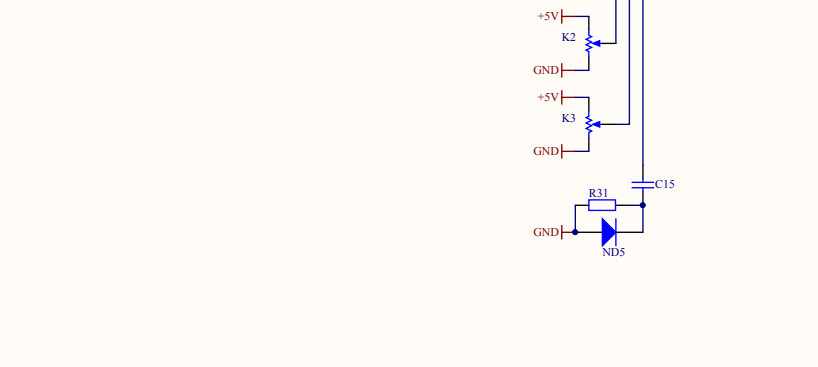 +5V
K2
GND
+5V
K3
GND
C15
R31
GND
ND5